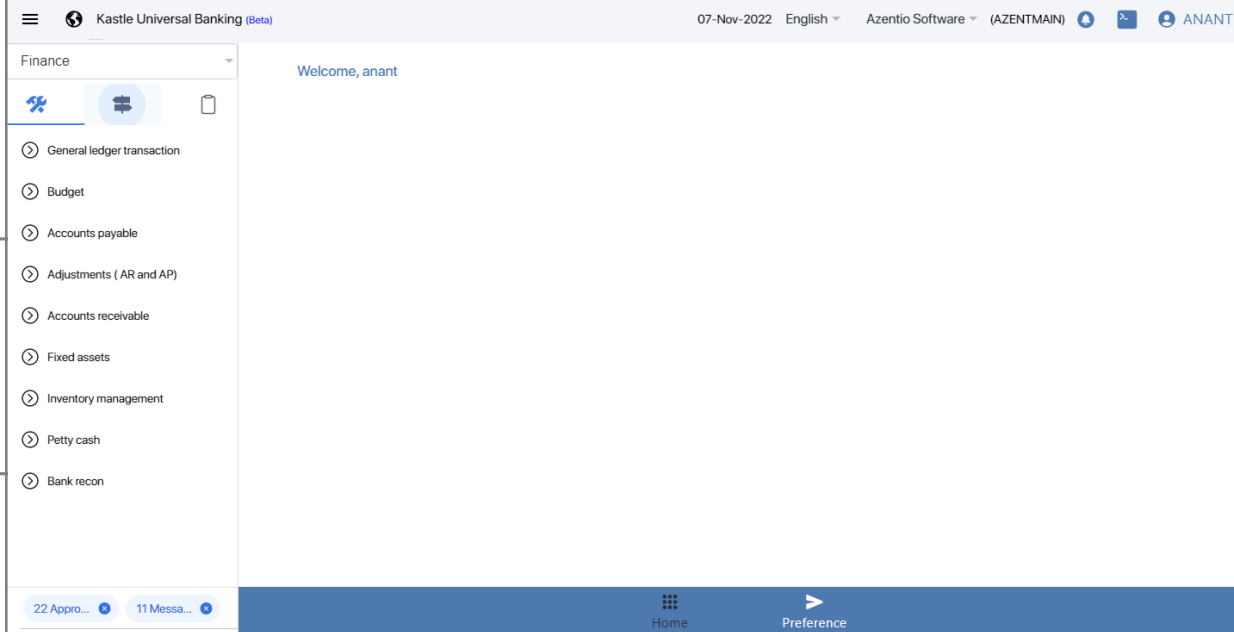 Kastle Universal Banking (Beta) 07-Nov-2022 English Azentio Software (AZENTMAIN) ANANT
Finance
Welcome, anant
General ledger transaction
Budget
Accounts payable
Adjustments ( AR and AP)
Accounts receivable
Fixed assets
Inventory management
Petty cash
Bank recon
22 Appro... 11 Messa...
Home Preference